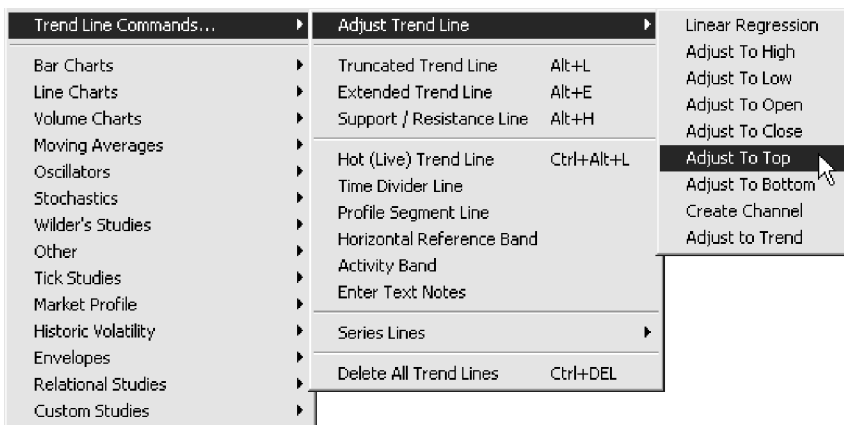 Trend Line Commands...
Bar Charts
Line Charts
Volume Charts
Moving Averages
Oscillators
Stochastics
Wilder's Studies
Other
Tick Studies
Market Profile
Historic Volatility
Envelopes
Relational Studies
Custom Studies
Adjust Trend Line
Truncated Trend Line Alt+L
Extended Trend Line Alt+E
Support / Resistance Line Alt+H
Hot (Live) Trend Line Ctrl+Alt+L
Time Divider Line
Profile Segment Line
Horizontal Reference Band
Activity Band
Enter Text Notes
Series Lines
Delete All Trend Lines Ctrl+DEL
Linear Regression
Adjust To High
Adjust To Low
Adjust To Open
Adjust To Close
Adjust To Top
Adjust To Bottom
Create Channel
Adjust to Trend